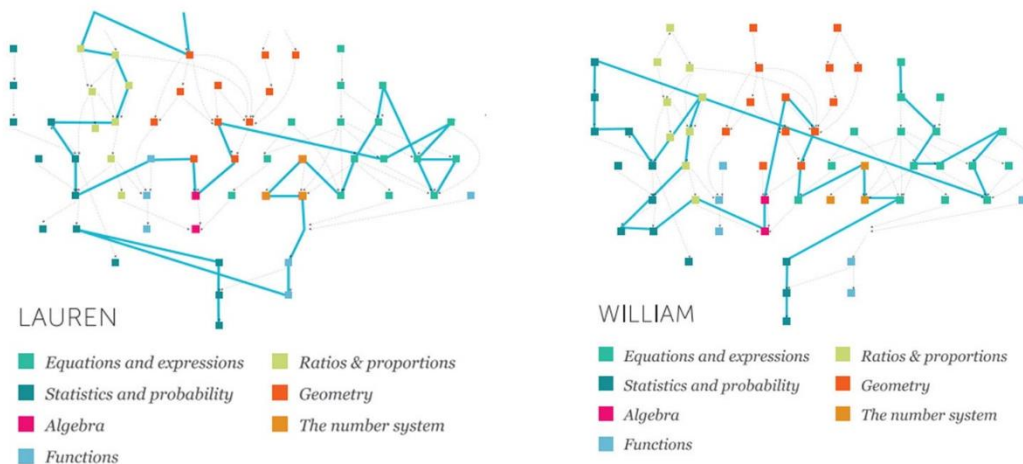 LAUREN
Equations and expressions
Ratios & proportions
Statistics and probability
Geometry
Algebra
The number system
Functions
WILLIAM
Equations and expressions
Ratios & proportions
Statistics and probability
Geometry
Algebra
The number system
Functions